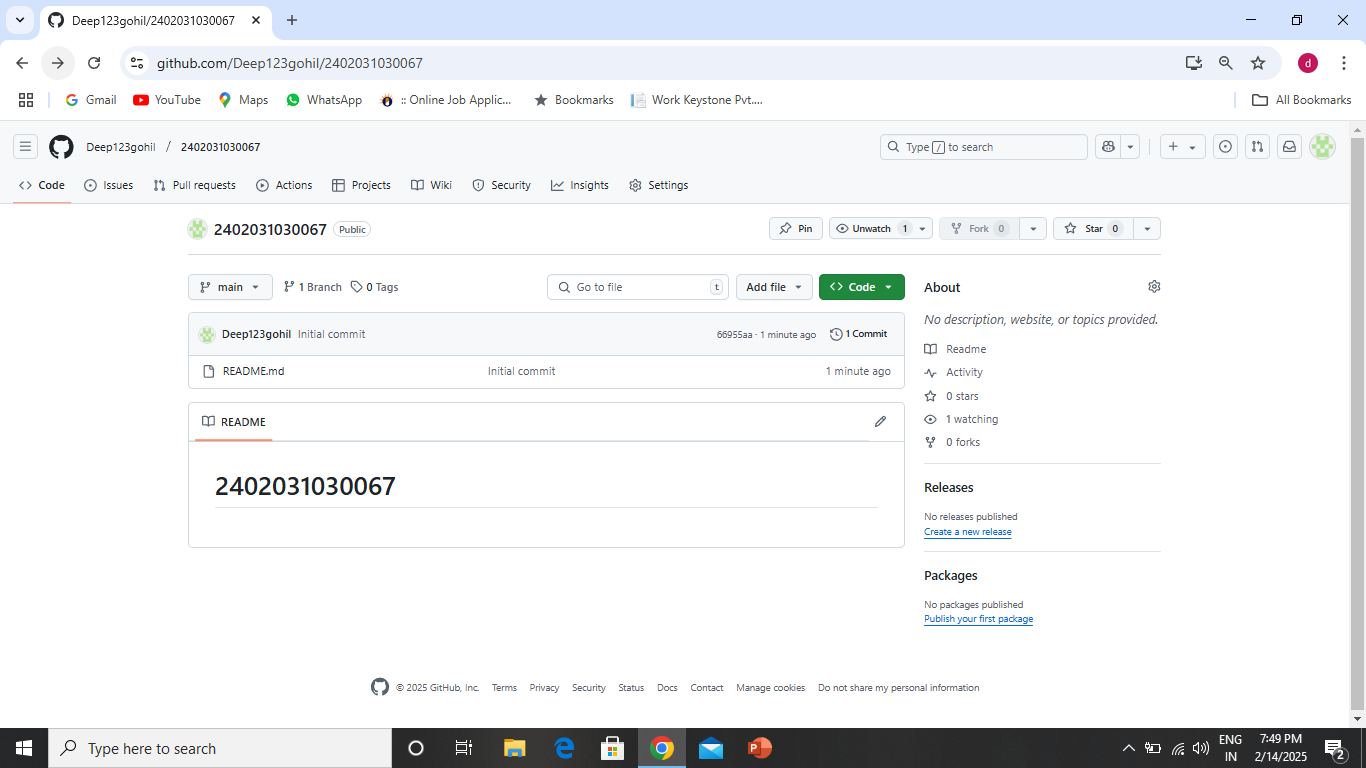 Deep123gohil/2402031030067
github.com/Deep123gohil/2402031030067
d
Gmail YouTube Maps WhatsApp :: Online Job Applic... Bookmarks Work Keystone Pvt.... All Bookmarks
Deep123gohil / 2402031030067 Type / to search
Code Issues Pull requests Actions Projects Wiki Security Insights Settings
2402031030067 Public Pin Unwatch 1 Fork 0 Star 0
main 1 Branch 0 Tags Go to file t Add file Code About
No description, website, or topics provided.
Deep123gohil Initial commit 66955aa · 1 minute ago 1 Commit
README.md Initial commit 1 minute ago
Readme
Activity
0 stars
1 watching
0 forks
README
2402031030067
Releases
No releases published
Create a new release
Packages
No packages published
Publish your first package
© 2025 GitHub, Inc. Terms Privacy Security Status Docs Contact Manage cookies Do not share my personal information
Type here to search
ENG 7:49 PM
IN 2/14/2025 2